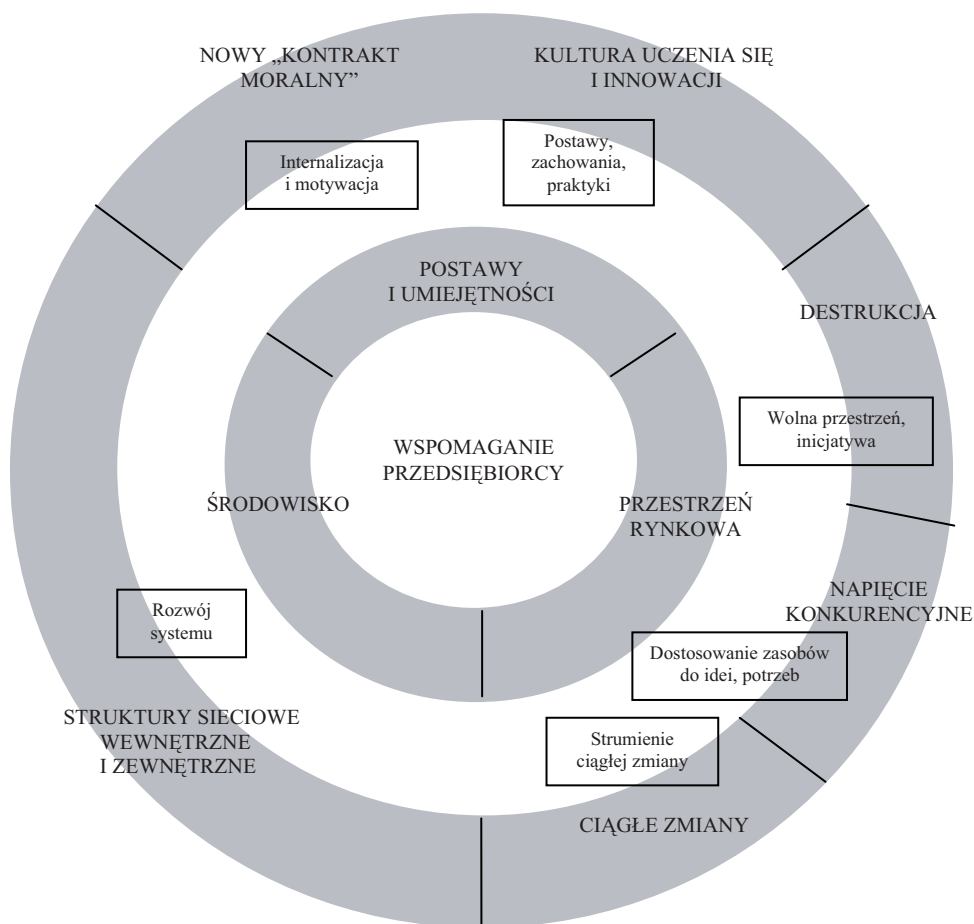 NOWY „KONTRAKT
MORALNY”
KULTURA UCZENIA SIĘ
I INNOWACJI
Internalizacja
i motywacja
Postawy,
zachowania,
praktyki
POSTAWY
I UMIEJĘTNOŚCI
DESTRUKCJA
Wolna przestrzeń,
inicjatywa
WSPOMAGANIE
PRZEDSIĘBIORCY
ŚRODOWISKO
PRZESTRZEŃ
RYNKOWA
NAPIĘCIE
KONKURENCYJNE
Rozwój
systemu
Dostosowanie zasobów
do idei, potrzeb
STRUKTURY SIECIOWE
WEWNĘTRZNE
I ZEWNĘTRZNE
Strumienie
ciągłej zmiany
CIĄGŁE ZMIANY